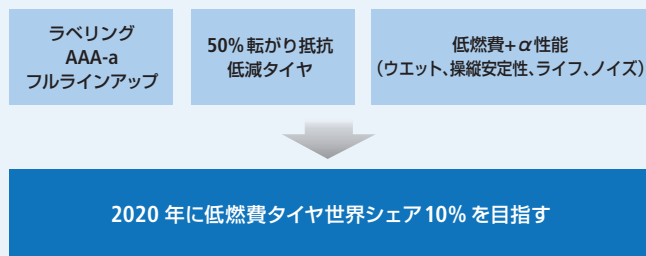 ラベリング
AAA-a
フルラインアップ
50% 転がり抵抗
低減タイヤ
低燃費+α性能
(ウエット、操縦安定性、ライフ、ノイズ)
2020 年に低燃費タイヤ世界シェア10% を目指す